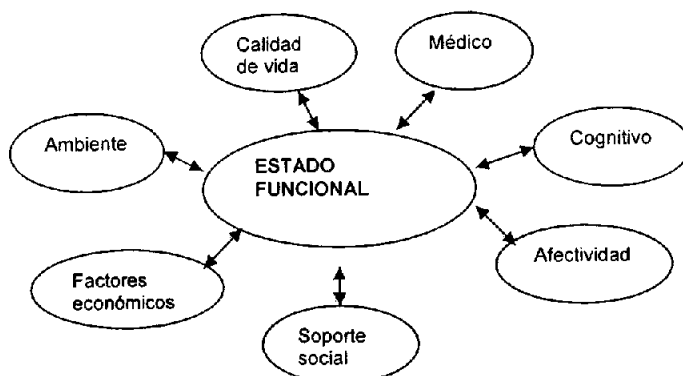 Calidad
de vida
Médico
Ambiente
ESTADO
FUNCIONAL
Cognitivo
Factores
económicos
Afectividad
Soporte
social